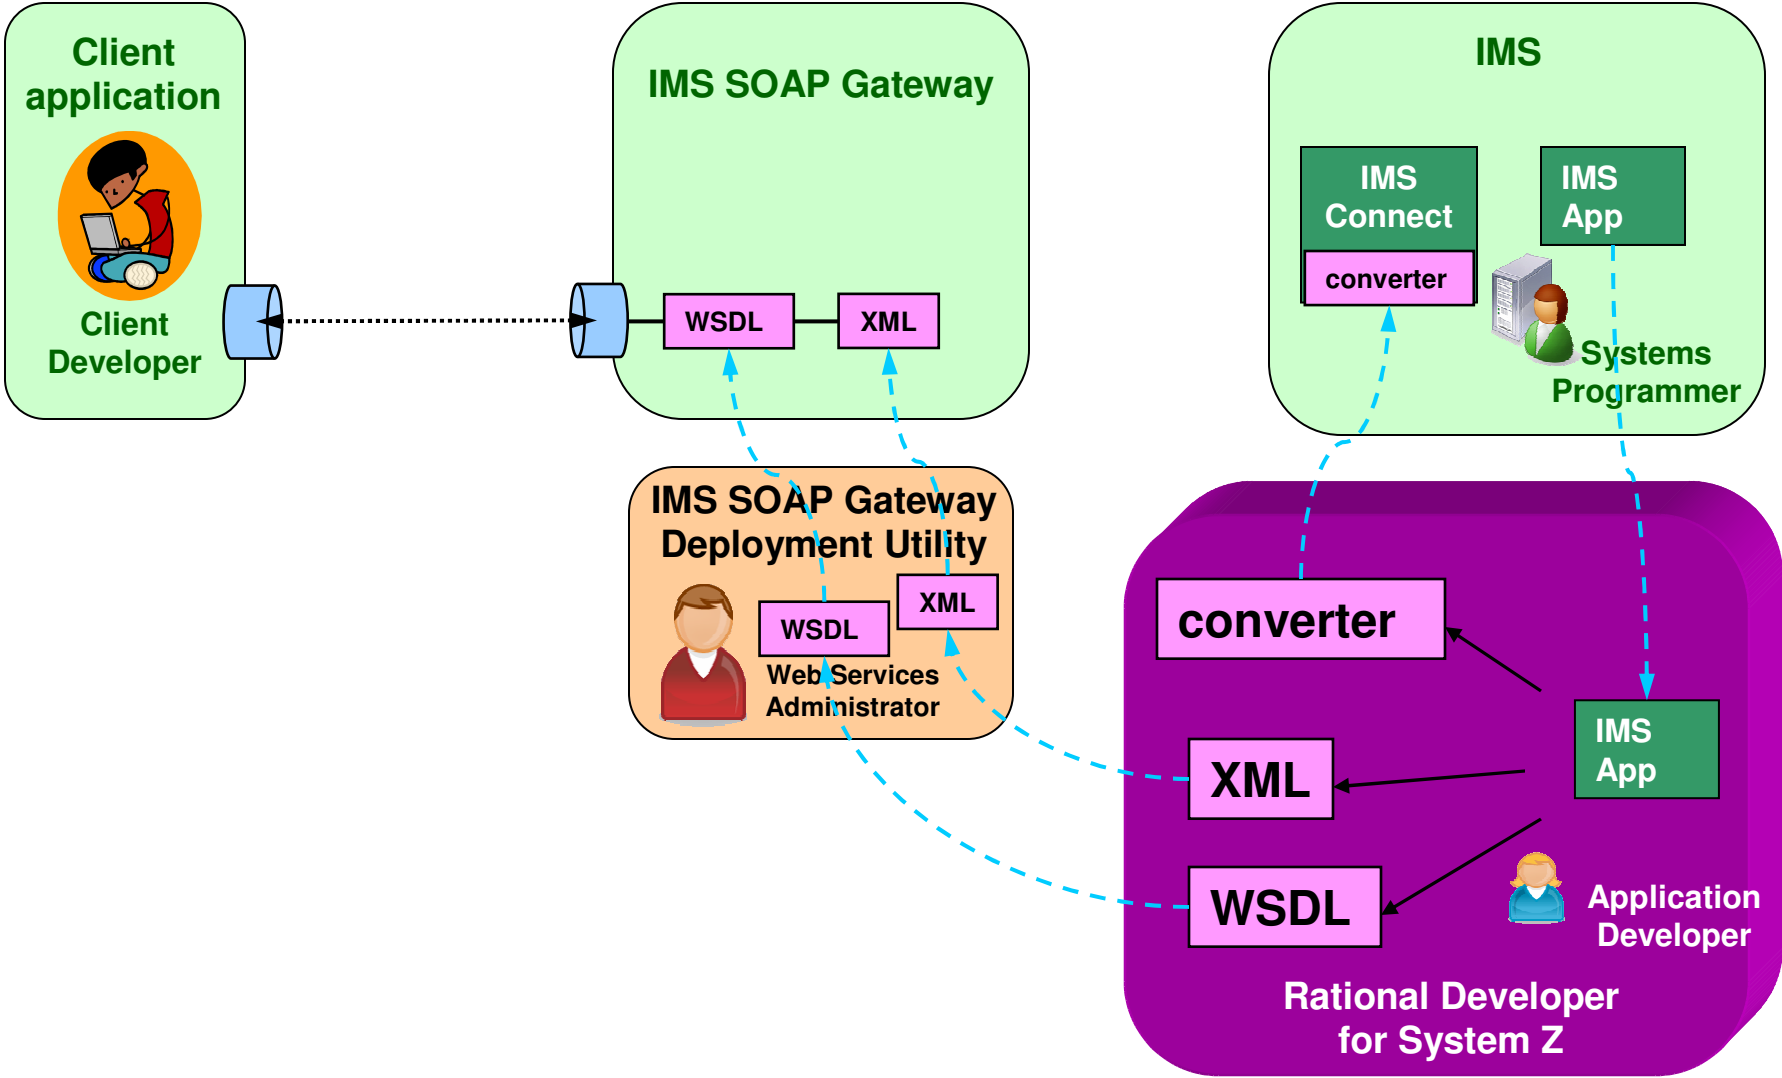 Client
application
Client
Developer
IMS SOAP Gateway
WSDL
XML
IMS
IMS
Connect
converter
IMS
App
Systems
Programmer
IMS SOAP Gateway
Deployment Utility
XML
WSDL
Web Services
Administrator
converter
IMS
App
XML
WSDL
Application
Developer
Rational Developer
for System Z